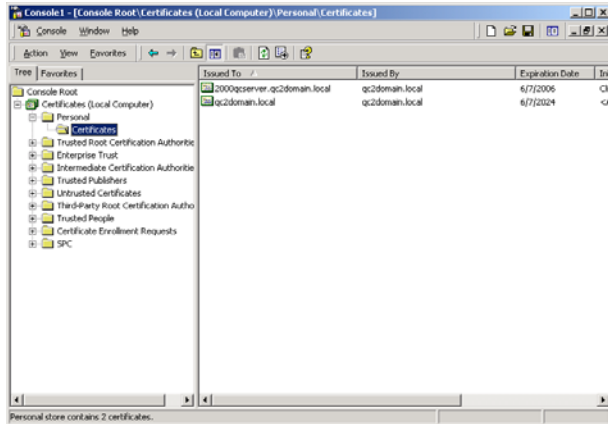 Console1 - [Console Root\Certificates (Local Computer)\Personal\Certificates]
Console Window Help
Action View Favorites
Tree Favorites
Issued To Issued By Expiration Date
Console Root
Certificates (Local Computer)
Personal
Certificates
Trusted Root Certification Authoritie
Enterprise Trust
Intermediate Certification Authoritie
Trusted Publishers
Untrusted Certificates
Third-Party Root Certification Autho
Trusted People
Certificate Enrollment Requests
SPC
2000qcserver.qc2domain.local qc2domain.local 6/7/2006
qc2domain.local qc2domain.local 6/7/2024
Personal store contains 2 certificates.